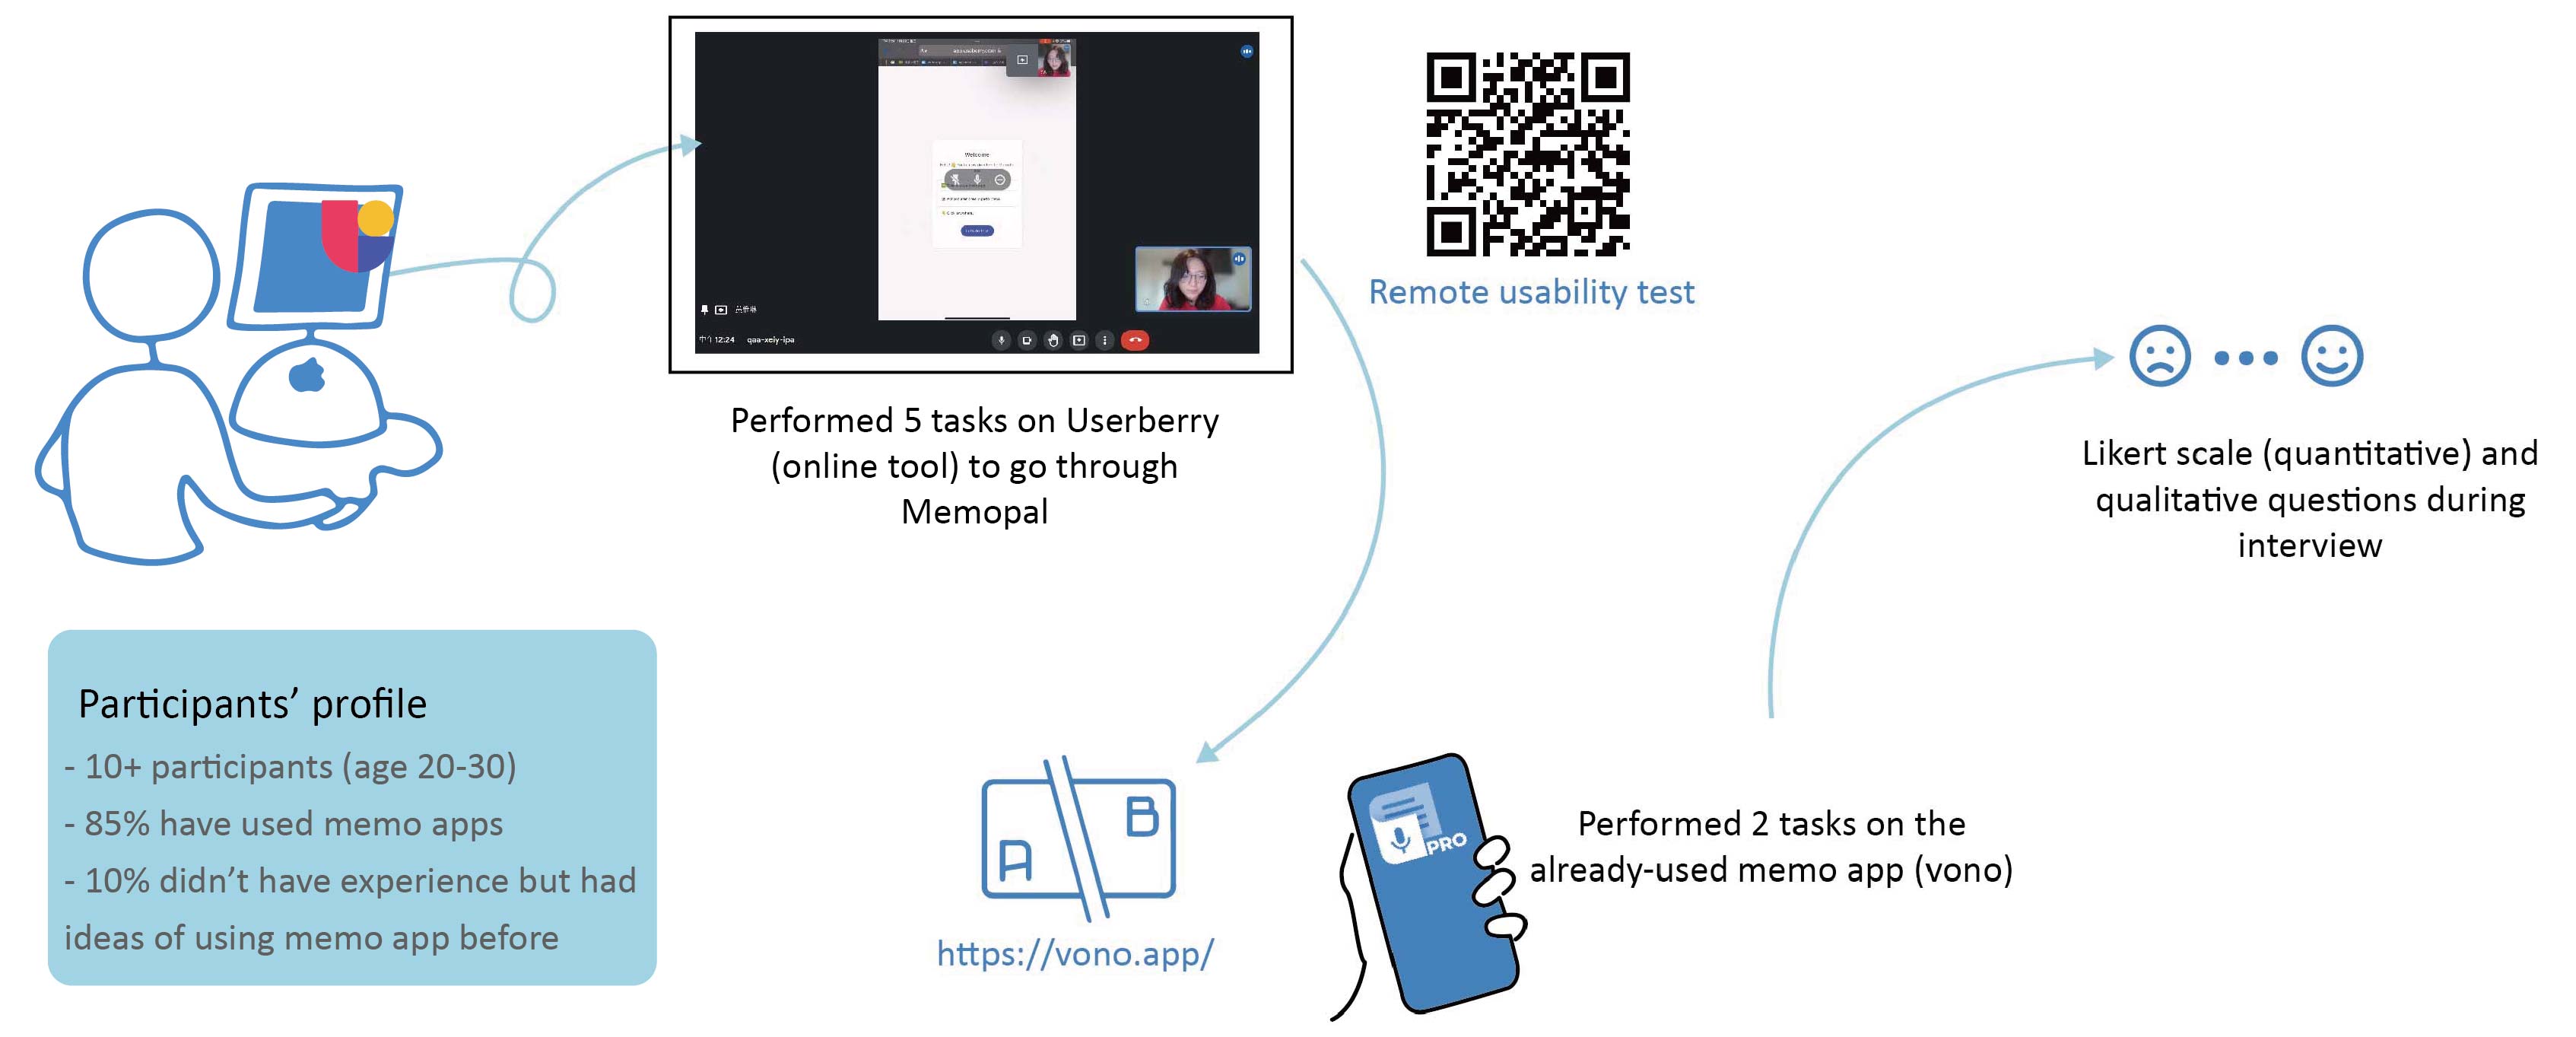 Welcome
中午 12:24 qaa-xeiy-ipa
Performed 5 tasks on Userberry
(online tool) to go through
Memopal
Remote usability test
Likert scale (quantitative) and
qualitative questions during
interview
Participants’ profile
- 10+ participants (age 20-30)
- 85% have used memo apps
- 10% didn’t have experience but had
ideas of using memo app before
A
B
https://vono.app/
PRO
Performed 2 tasks on the
already-used memo app (vono)